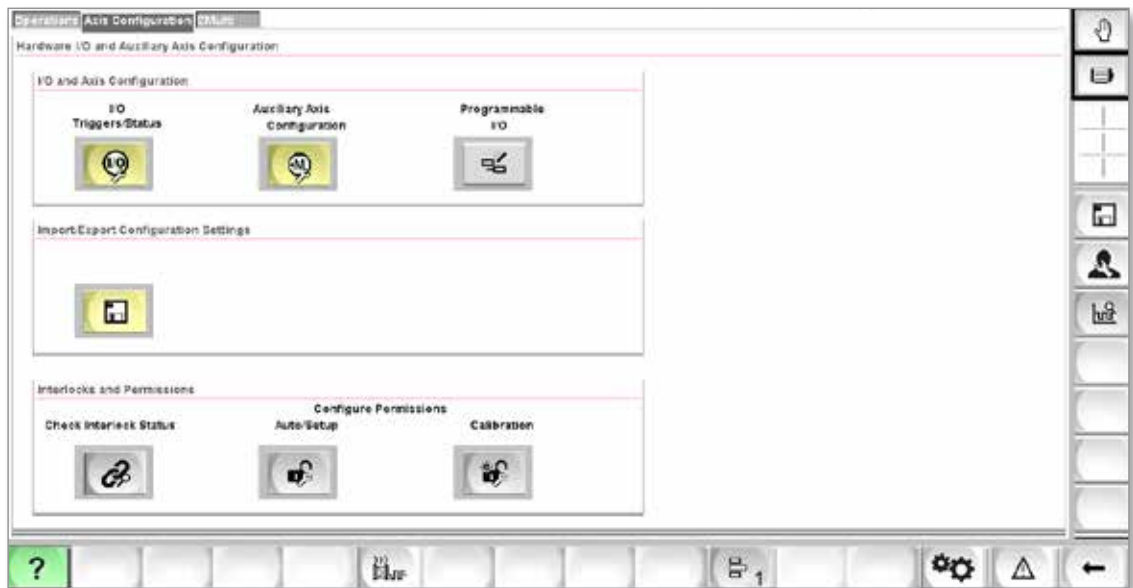 Operations Axis Configuration EMulti
Hardware I/O and Auxiliary Axis Configuration
I/O and Axis Configuration
I/O Triggers/Status
Auxiliary Axis Configuration
Programmable I/O
I/O
M
Import/Export Configuration Settings
Interlocks and Permissions
Configure Permissions
Check Interlock Status
Auto/Setup
Calibration
?
1